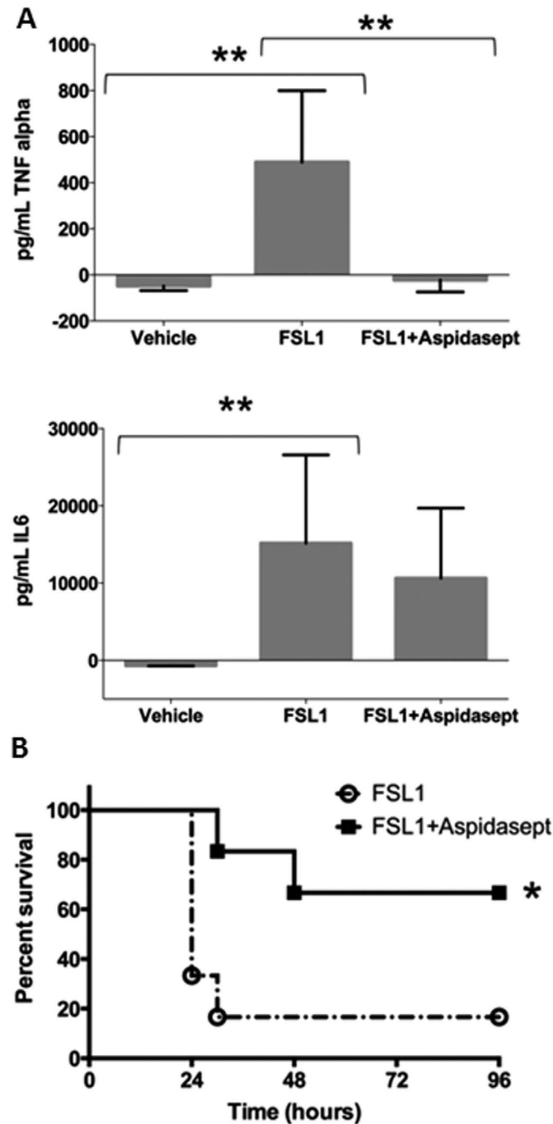 A
**
**
1000
800
600
400
200
0
-200
pg/mL TNF alpha
Vehicle FSL1 FSL1+Aspidasept
**
30000
20000
10000
0
pg/mL IL6
Vehicle FSL1 FSL1+Aspidasept
B
FSL1
FSL1+Aspidasept
100
80
60
40
20
0
Percent survival
*
0 24 48 72 96
Time (hours)